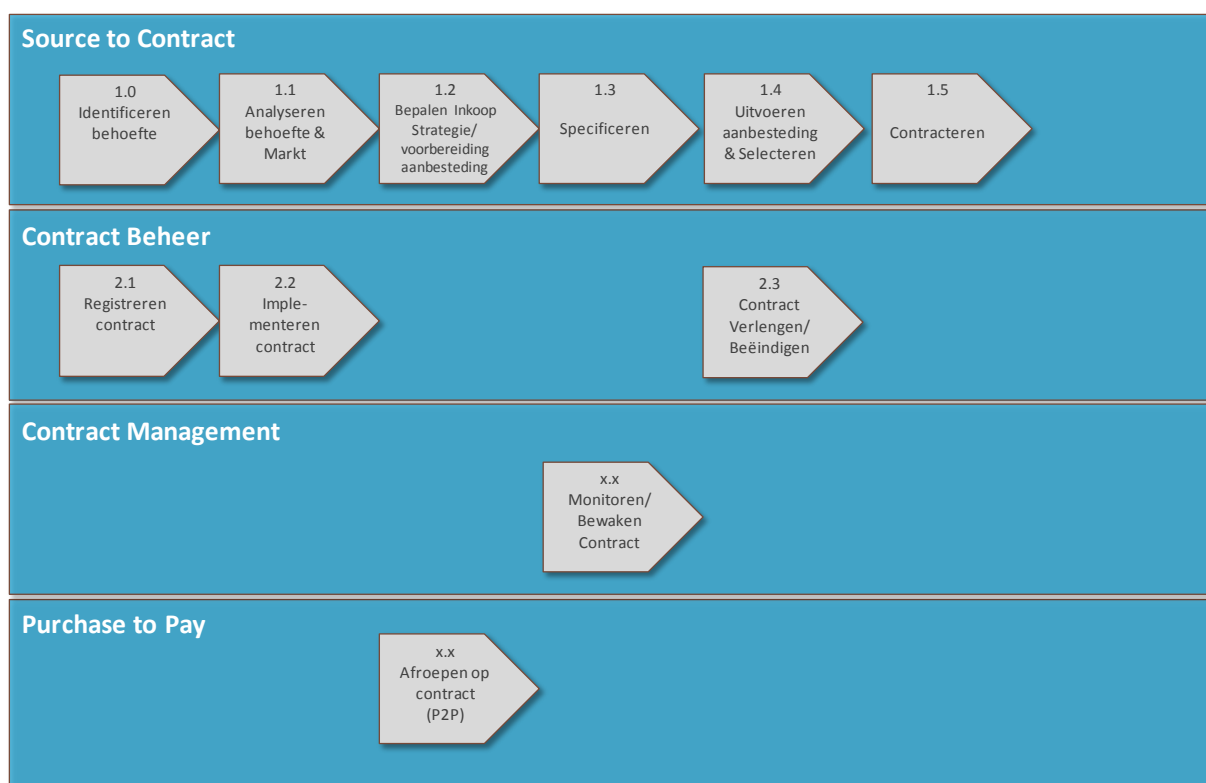 Source to Contract
1.0
Identificeren
behoefte
1.1
Analyseren
behoefte &
Markt
1.2
Bepalen Inkoop
Strategie/
voorbereiding
aanbesteding
1.3
Specificeren
1.4
Uitvoeren
aanbesteding
& Selecteren
1.5
Contracteren
Contract Beheer
2.1
Registreren
contract
2.2
Imple-
menteren
contract
2.3
Contract
Verlengen/
Beëindigen
Contract Management
x.x
Monitoren/
Bewaken
Contract
Purchase to Pay
x.x
Afroepen op
contract
(P2P)